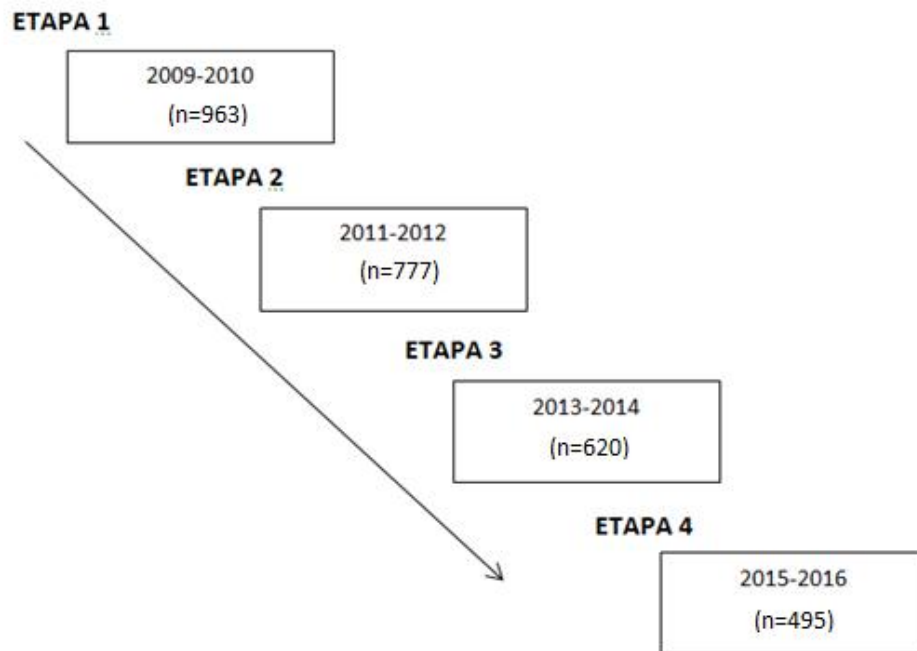 ETAPA 1
2009-2010
(n=963)
ETAPA 2
2011-2012
(n=777)
ETAPA 3
2013-2014
(n=620)
ETAPA 4
2015-2016
(n=495)